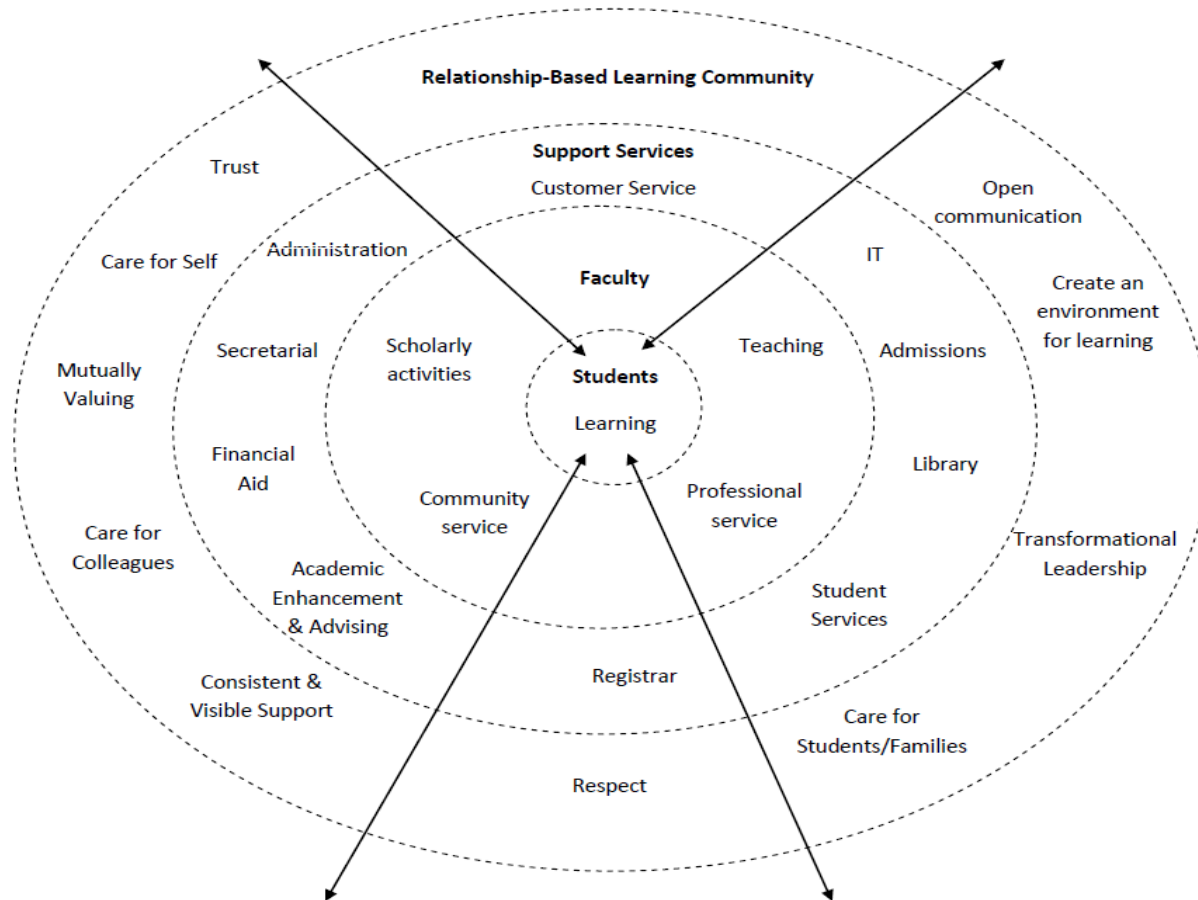 Relationship-Based Learning Community
Support Services
Customer Service
Trust
Open
communication
Administration
IT
Care for Self
Faculty
Create an
environment
for learning
Secretarial
Scholarly
activities
Teaching
Admissions
Mutually
Valuing
Students
Learning
Financial
Aid
Library
Community
service
Professional
service
Care for
Colleagues
Transformational
Leadership
Academic
Enhancement
& Advising
Student
Services
Consistent &
Visible Support
Registrar
Care for
Students/Families
Respect